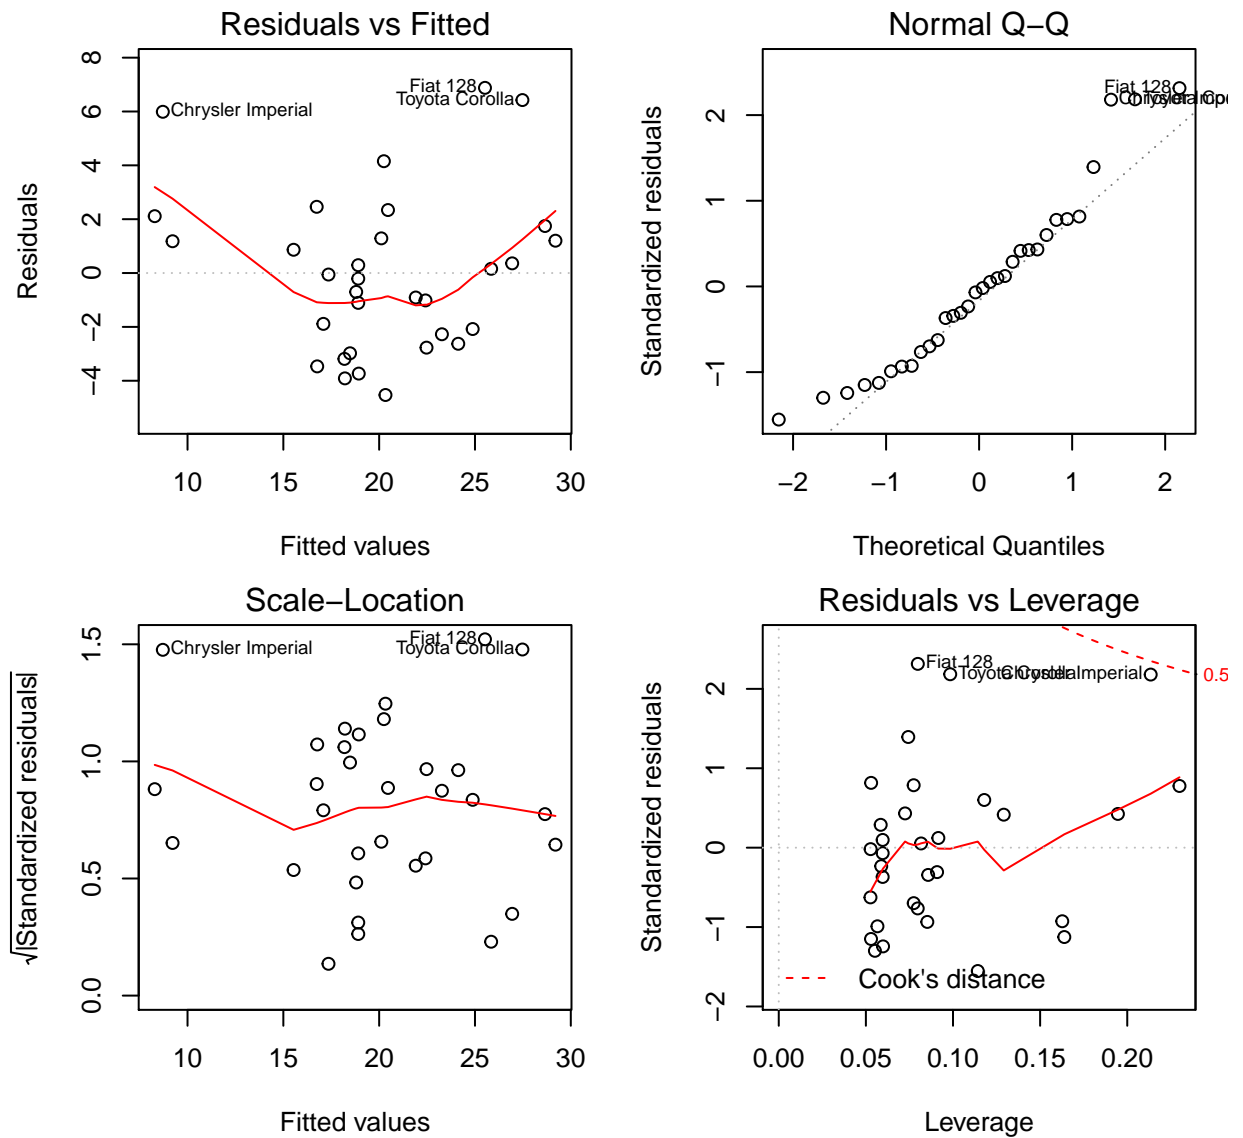 Residuals vs Fitted
Residuals
8
6
4
2
0
−2
−4
Fiat 128
Toyota Corolla
Chrysler Imperial
10 15 20 25 30
Fitted values
Normal Q−Q
Standardized residuals
2
1
0
−1
Fiat 128
−2 −1 0 1 2
Theoretical Quantiles
Scale−Location
√|Standardized residuals|
1.5
1.0
0.5
0.0
Fiat 128
Chrysler Imperial
Toyota Corolla
10 15 20 25 30
Fitted values
Residuals vs Leverage
Standardized residuals
2
1
0
−1
−2
Fiat 128
Toyota Corolla
Chrysler Imperial
0.5
Cook's distance
0.00 0.05 0.10 0.15 0.20
Leverage